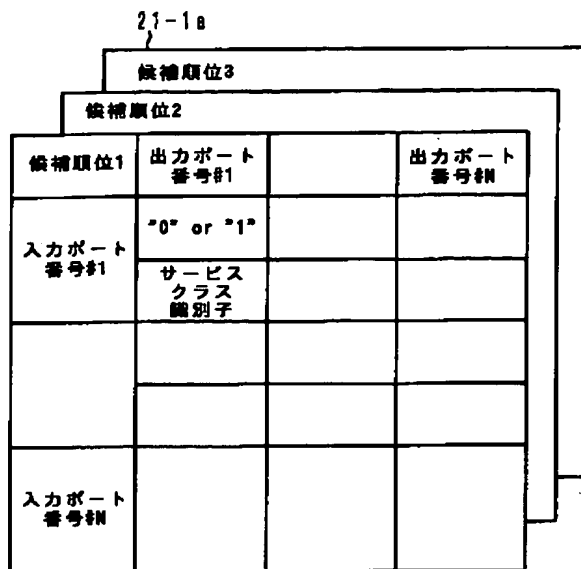 21-1a
候補順位3
候補順位2
候補順位1
出力ポート
番号#1
出力ポート
番号#N
入力ポート
番号#1
"0" or "1"
サービス
クラス
識別子
入力ポート
番号#N